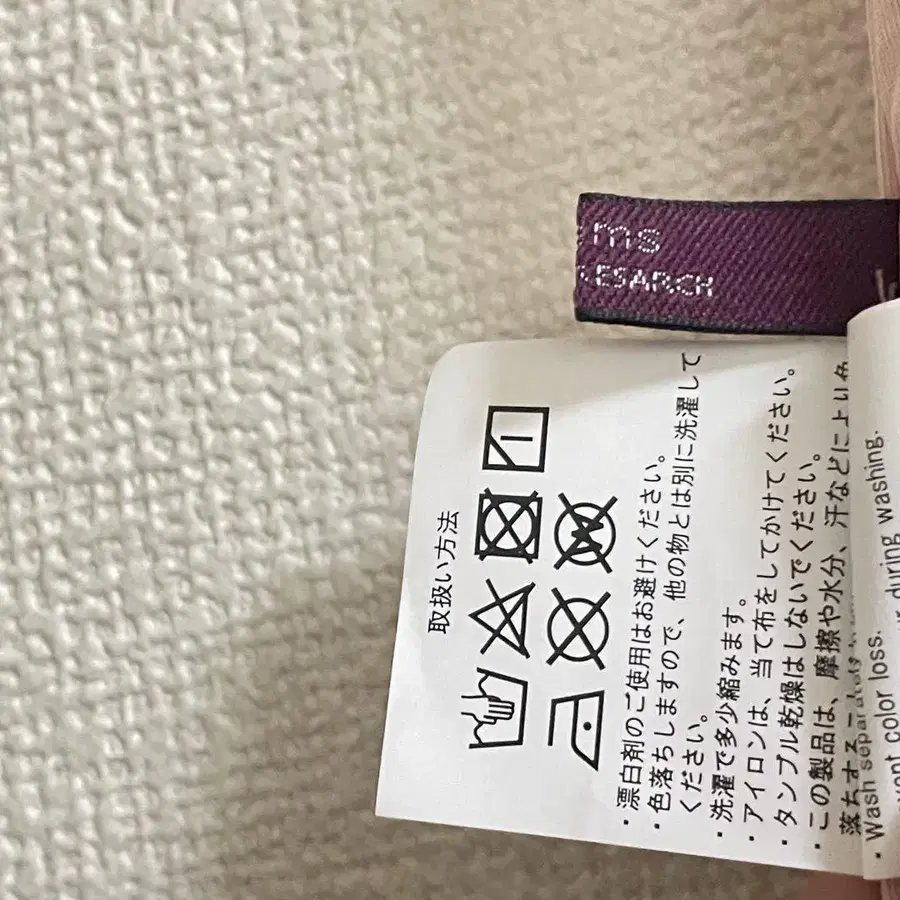 ms
ESARCH
取扱い方法
・漂白剤のご使用はお避けください。
・色落ちしますので、他の物とは別に洗濯して
ください。
・洗濯で多少縮みます。
・アイロンは、当て布をしてかけてください。
・タンブル乾燥はしないでください。
・この製品は、摩擦や水分、汗などにより色
落ち
・Wash separately
color loss.
during washing.